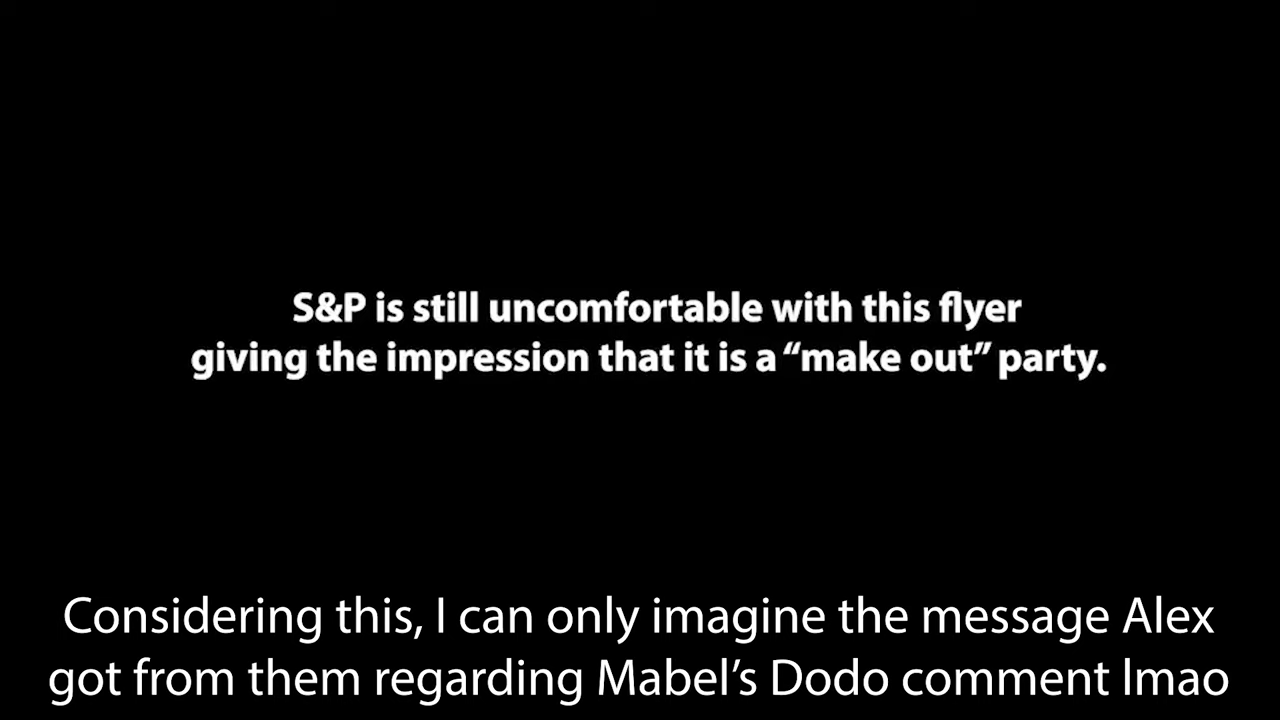 S&P is still uncomfortable with this flyer
giving the impression that it is a “make out” party.
Considering this, I can only imagine the message Alex
got from them regarding Mabel’s Dodo comment lmao